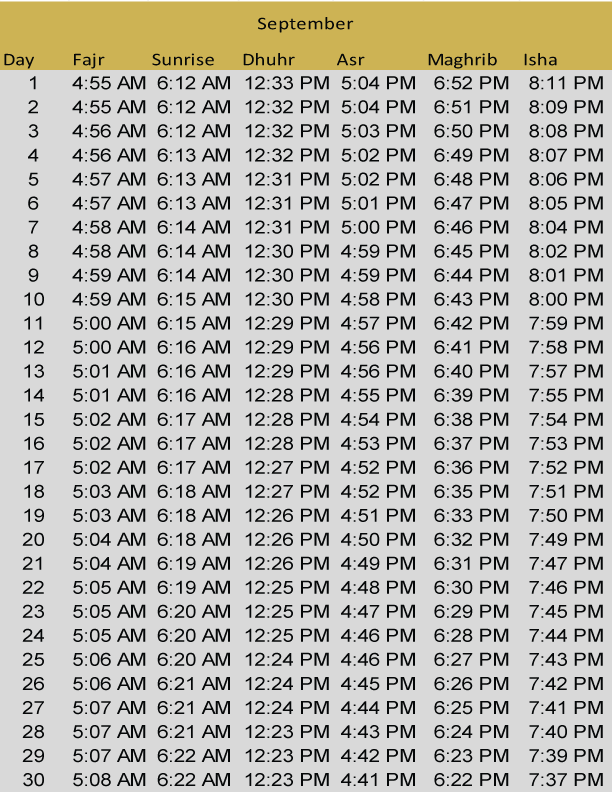 September
Day Fajr Sunrise Dhuhr Asr Maghrib Isha
1 4:55 AM 6:12 AM 12:33 PM 5:04 PM 6:52 PM 8:11 PM
2 4:55 AM 6:12 AM 12:32 PM 5:04 PM 6:51 PM 8:09 PM
3 4:56 AM 6:12 AM 12:32 PM 5:03 PM 6:50 PM 8:08 PM
4 4:56 AM 6:13 AM 12:32 PM 5:02 PM 6:49 PM 8:07 PM
5 4:57 AM 6:13 AM 12:31 PM 5:02 PM 6:48 PM 8:06 PM
6 4:57 AM 6:13 AM 12:31 PM 5:01 PM 6:47 PM 8:05 PM
7 4:58 AM 6:14 AM 12:31 PM 5:00 PM 6:46 PM 8:04 PM
8 4:58 AM 6:14 AM 12:30 PM 4:59 PM 6:45 PM 8:02 PM
9 4:59 AM 6:14 AM 12:30 PM 4:59 PM 6:44 PM 8:01 PM
10 4:59 AM 6:15 AM 12:30 PM 4:58 PM 6:43 PM 8:00 PM
11 5:00 AM 6:15 AM 12:29 PM 4:57 PM 6:42 PM 7:59 PM
12 5:00 AM 6:16 AM 12:29 PM 4:56 PM 6:41 PM 7:58 PM
13 5:01 AM 6:16 AM 12:29 PM 4:56 PM 6:40 PM 7:57 PM
14 5:01 AM 6:16 AM 12:28 PM 4:55 PM 6:39 PM 7:55 PM
15 5:02 AM 6:17 AM 12:28 PM 4:54 PM 6:38 PM 7:54 PM
16 5:02 AM 6:17 AM 12:28 PM 4:53 PM 6:37 PM 7:53 PM
17 5:02 AM 6:17 AM 12:27 PM 4:52 PM 6:36 PM 7:52 PM
18 5:03 AM 6:18 AM 12:27 PM 4:52 PM 6:35 PM 7:51 PM
19 5:03 AM 6:18 AM 12:26 PM 4:51 PM 6:33 PM 7:50 PM
20 5:04 AM 6:18 AM 12:26 PM 4:50 PM 6:32 PM 7:49 PM
21 5:04 AM 6:19 AM 12:26 PM 4:49 PM 6:31 PM 7:47 PM
22 5:05 AM 6:19 AM 12:25 PM 4:48 PM 6:30 PM 7:46 PM
23 5:05 AM 6:20 AM 12:25 PM 4:47 PM 6:29 PM 7:45 PM
24 5:05 AM 6:20 AM 12:25 PM 4:46 PM 6:28 PM 7:44 PM
25 5:06 AM 6:20 AM 12:24 PM 4:46 PM 6:27 PM 7:43 PM
26 5:06 AM 6:21 AM 12:24 PM 4:45 PM 6:26 PM 7:42 PM
27 5:07 AM 6:21 AM 12:24 PM 4:44 PM 6:25 PM 7:41 PM
28 5:07 AM 6:21 AM 12:23 PM 4:43 PM 6:24 PM 7:40 PM
29 5:07 AM 6:22 AM 12:23 PM 4:42 PM 6:23 PM 7:39 PM
30 5:08 AM 6:22 AM 12:23 PM 4:41 PM 6:22 PM 7:37 PM